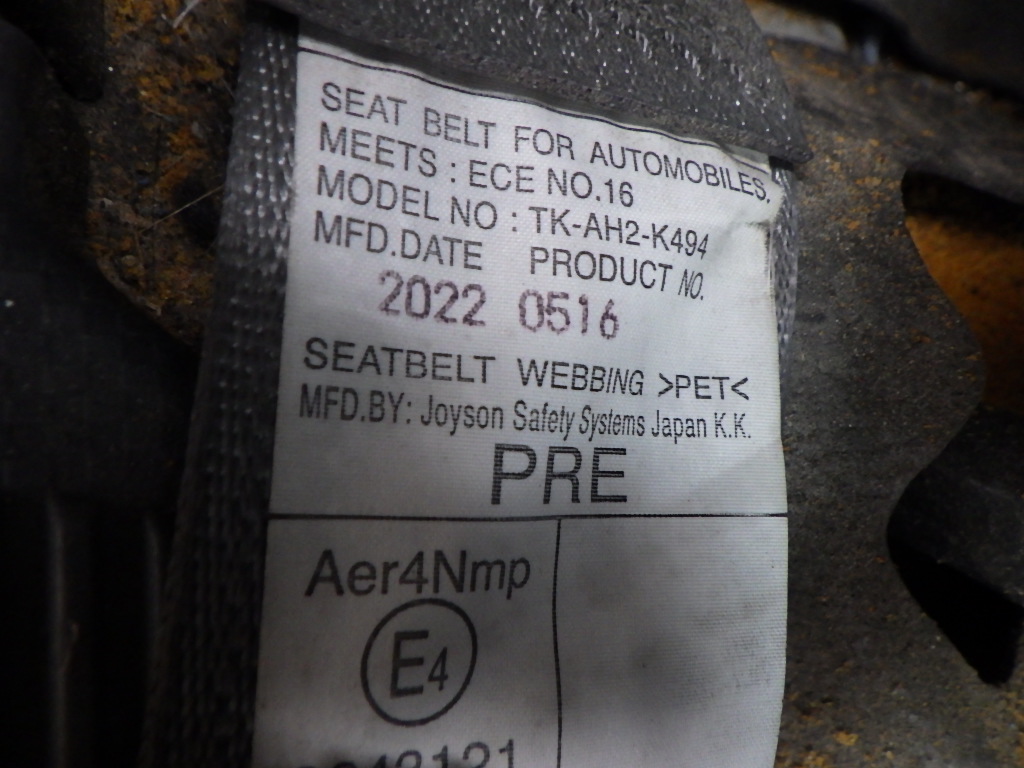 SEAT BELT FOR AUTOMOBILES.
MEETS : ECE NO.16
MODEL NO : TK-AH2-K494
MFD.DATE PRODUCT NO.
2022 0516
SEATBELT WEBBING >PET<
MFD.BY: Joyson Safety Systems Japan K.K.
PRE
Aer4Nmp
E4